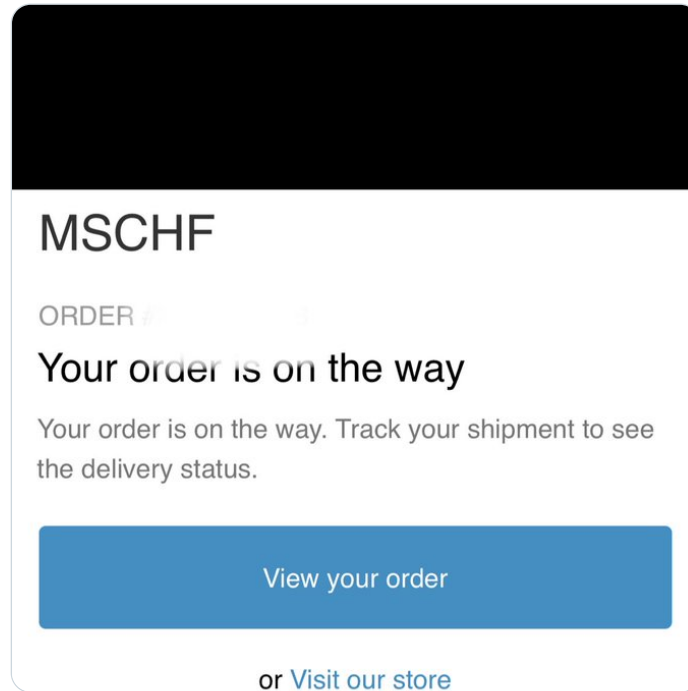 MSCHF
ORDER
Your order is on the way
Your order is on the way. Track your shipment to see
the delivery status.
View your order
or Visit our store